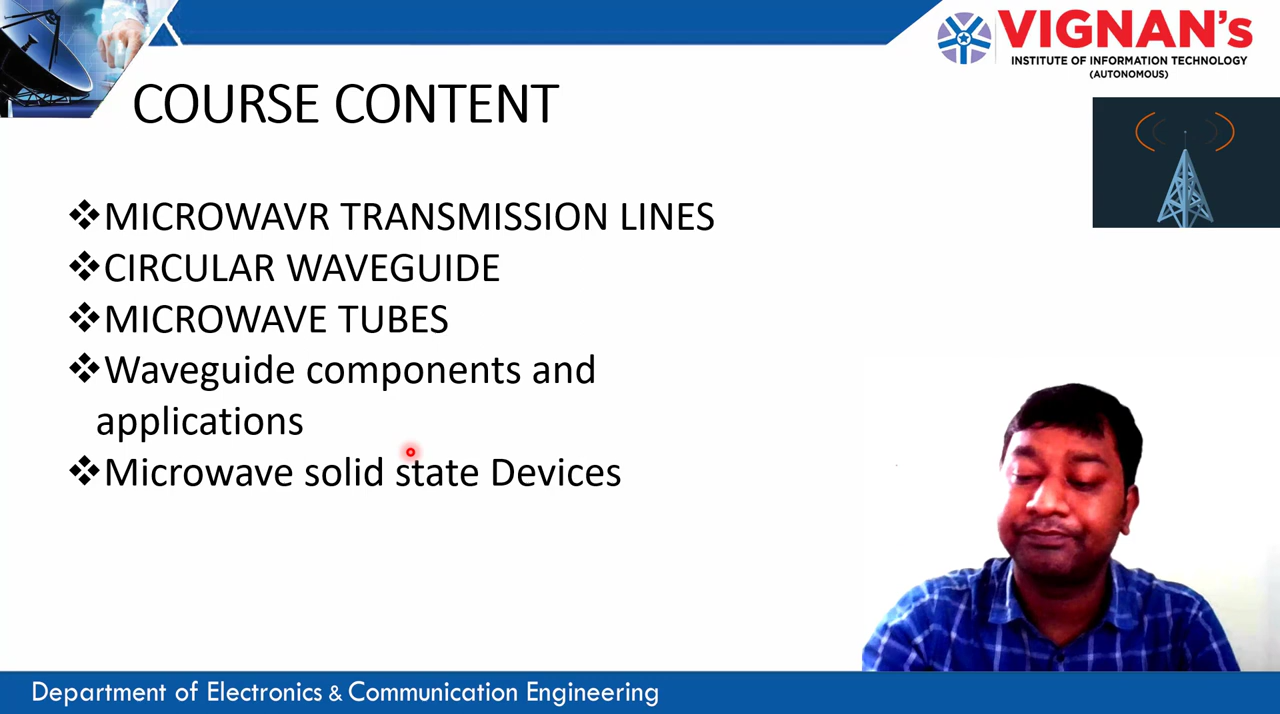 VIGNAN's
INSTITUTE OF INFORMATION TECHNOLOGY
(AUTONOMOUS)
COURSE CONTENT
❖MICROWAVR TRANSMISSION LINES
❖CIRCULAR WAVEGUIDE
❖MICROWAVE TUBES
❖Waveguide components and
applications
❖Microwave solid state Devices
Department of Electronics & Communication Engineering